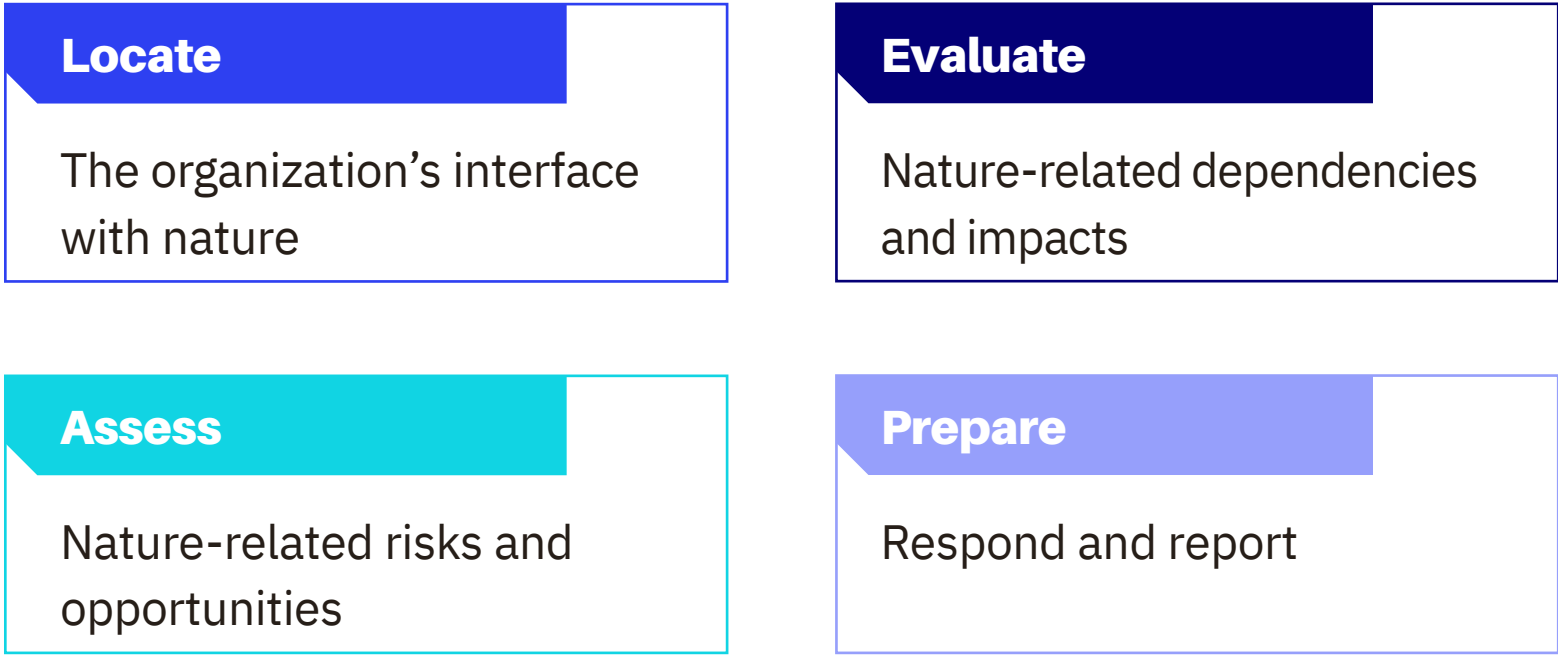 Locate
The organization’s interface
with nature
Evaluate
Nature-related dependencies
and impacts
Assess
Nature-related risks and
opportunities
Prepare
Respond and report